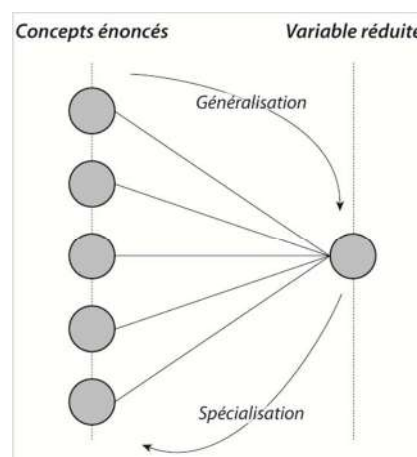 Concepts énoncés
Variable réduite
Généralisation
Spécialisation